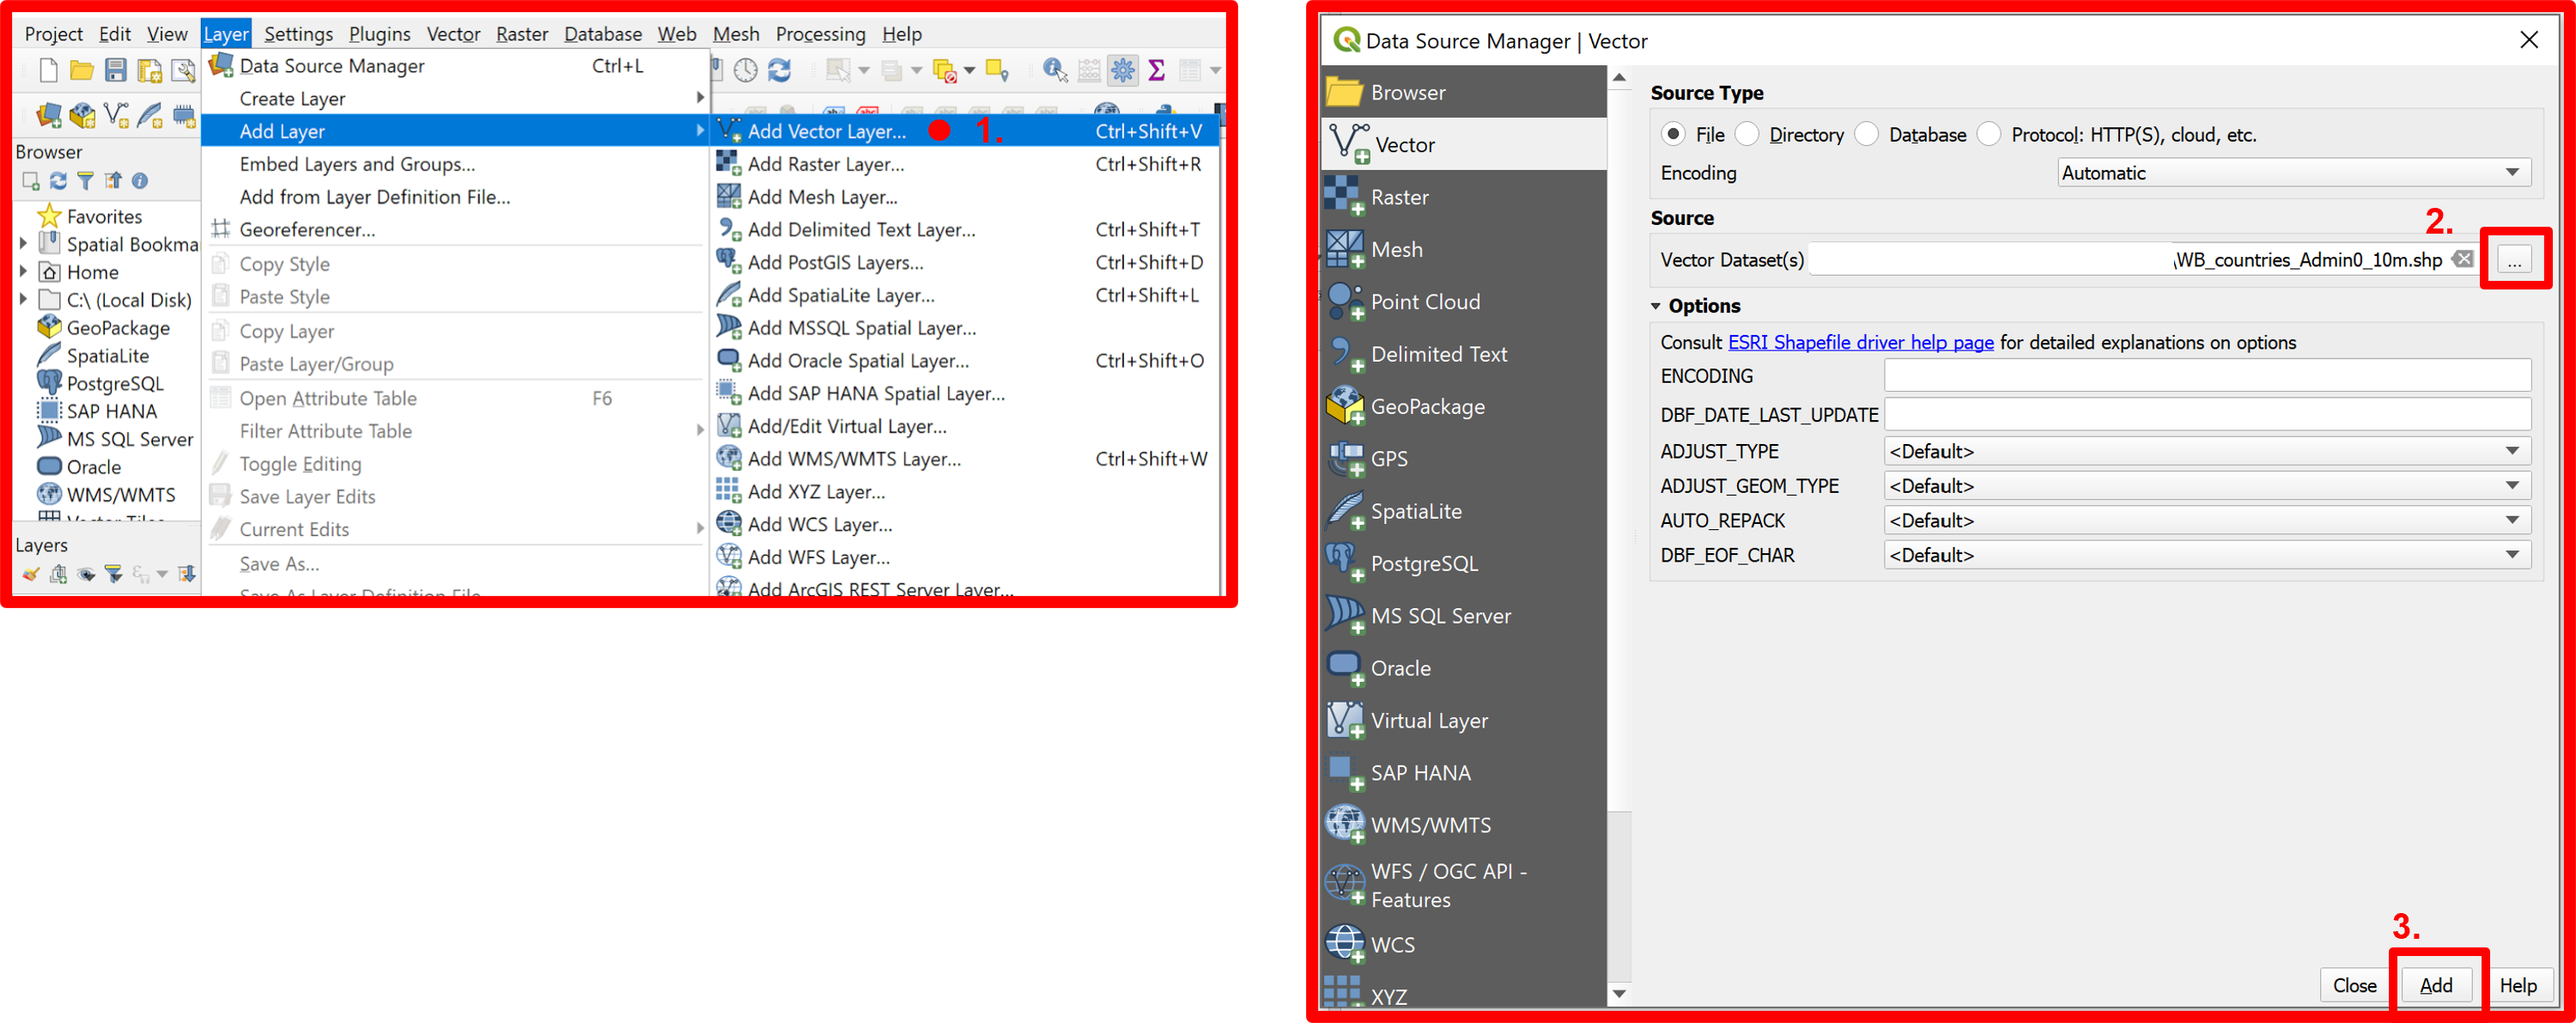 Project Edit View Layer Settings Plugins Vector Raster Database Web Mesh Processing Help
Data Source Manager Ctrl+L
Create Layer
Add Layer
Embed Layers and Groups...
Add from Layer Definition File...
Georeferencer...
Copy Style
Paste Style
Copy Layer
Paste Layer/Group
Open Attribute Table F6
Filter Attribute Table
Toggle Editing
Save Layer Edits
Current Edits
Save As...
Save As Layer Definition File
Add Vector Layer... 1. Ctrl+Shift+V
Add Raster Layer... Ctrl+Shift+R
Add Mesh Layer...
Add Delimited Text Layer... Ctrl+Shift+T
Add PostGIS Layers... Ctrl+Shift+D
Add SpatiaLite Layer... Ctrl+Shift+L
Add MSSQL Spatial Layer...
Add Oracle Spatial Layer... Ctrl+Shift+O
Add SAP HANA Spatial Layer...
Add/Edit Virtual Layer...
Add WMS/WMTS Layer... Ctrl+Shift+W
Add XYZ Layer...
Add WCS Layer...
Add WFS Layer...
Add ArcGIS REST Server Layer...
Browser
Favorites
Spatial Bookma
Home
C:\ (Local Disk)
GeoPackage
SpatiaLite
PostgreSQL
SAP HANA
MS SQL Server
Oracle
WMS/WMTS
Vector Tiles
Layers
Data Source Manager | Vector
Browser
Vector
Raster
Mesh
Point Cloud
Delimited Text
GeoPackage
GPS
SpatiaLite
PostgreSQL
MS SQL Server
Oracle
Virtual Layer
SAP HANA
WMS/WMTS
WFS / OGC API -
Features
WCS
XYZ
Source Type
File Directory Database Protocol: HTTP(S), cloud, etc.
Encoding Automatic
Source
2.
Vector Dataset(s) \WB_countries_Admin0_10m.shp ...
Options
Consult ESRI Shapefile driver help page for detailed explanations on options
ENCODING
DBF_DATE_LAST_UPDATE
ADJUST_TYPE <Default>
ADJUST_GEOM_TYPE <Default>
AUTO_REPACK <Default>
DBF_EOF_CHAR <Default>
3.
Close Add Help